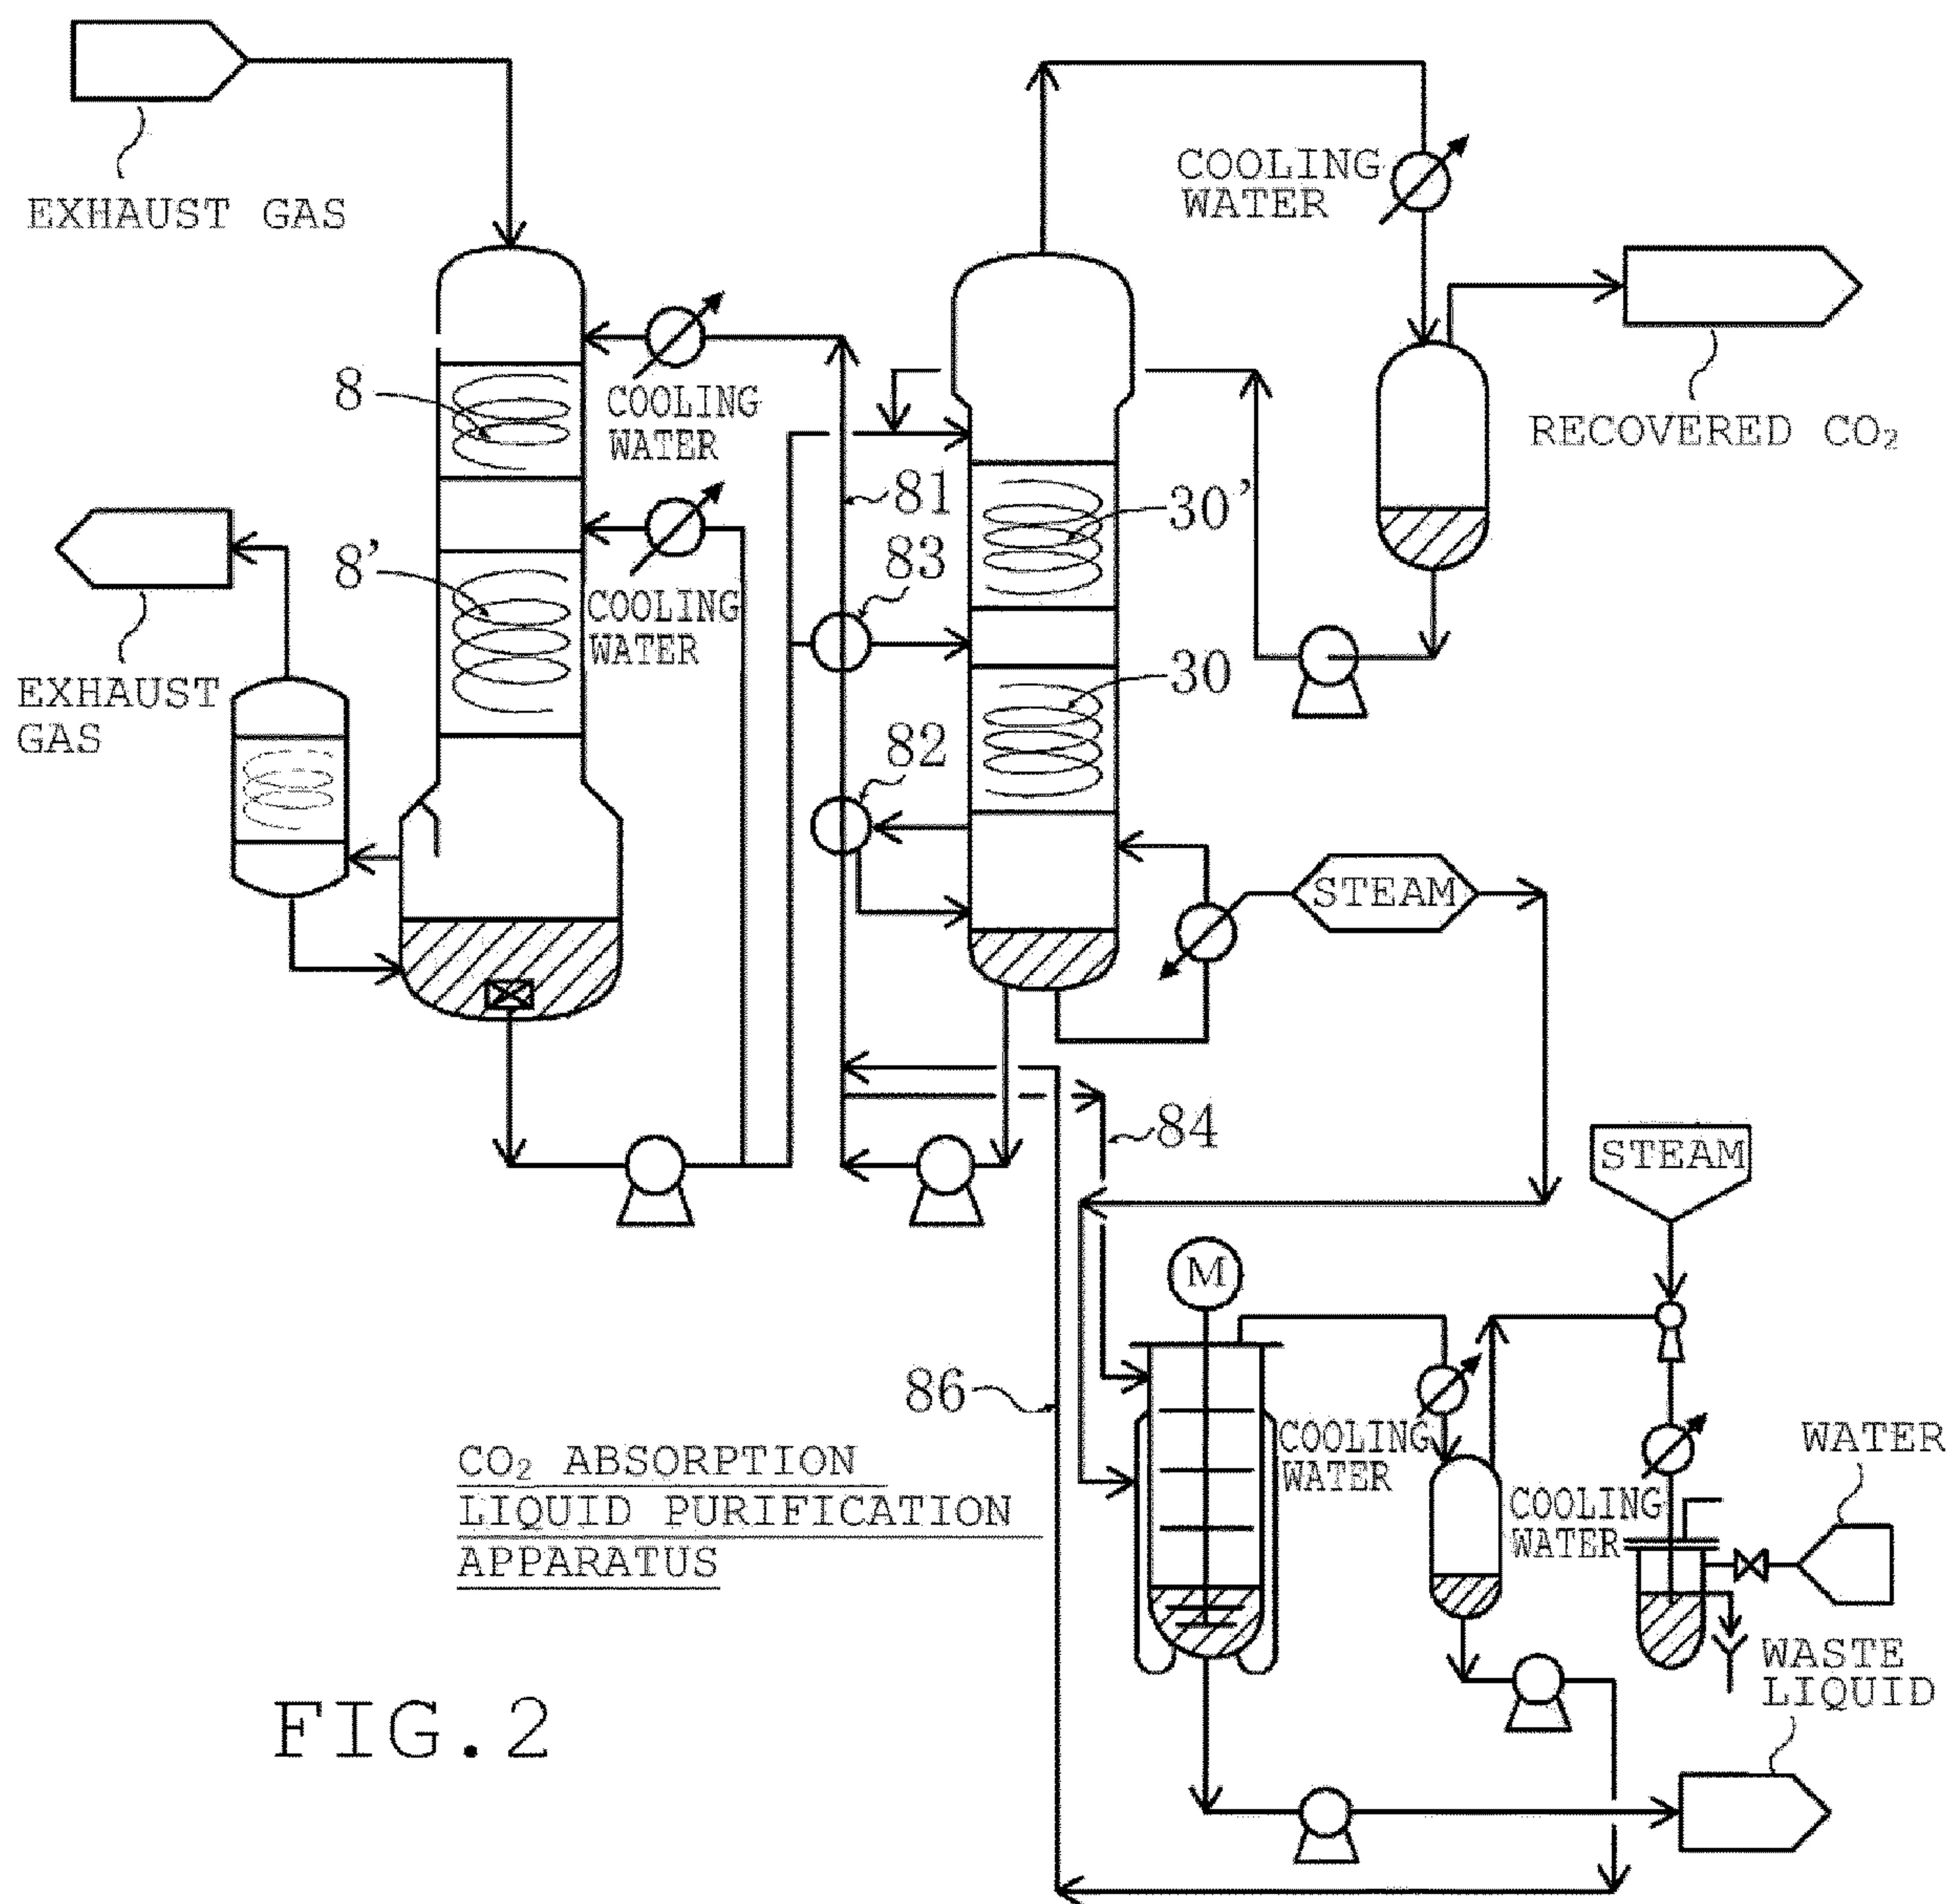 EXHAUST GAS
COOLING
WATER
RECOVERED CO₂
8
COOLING
WATER
81
30'
83
8'
COOLING
WATER
EXHAUST
GAS
30
82
STEAM
84
STEAM
M
86
COOLING
WATER
WATER
CO₂ ABSORPTION
LIQUID PURIFICATION
APPARATUS
COOLING
WATER
WASTE
LIQUID
FIG.2